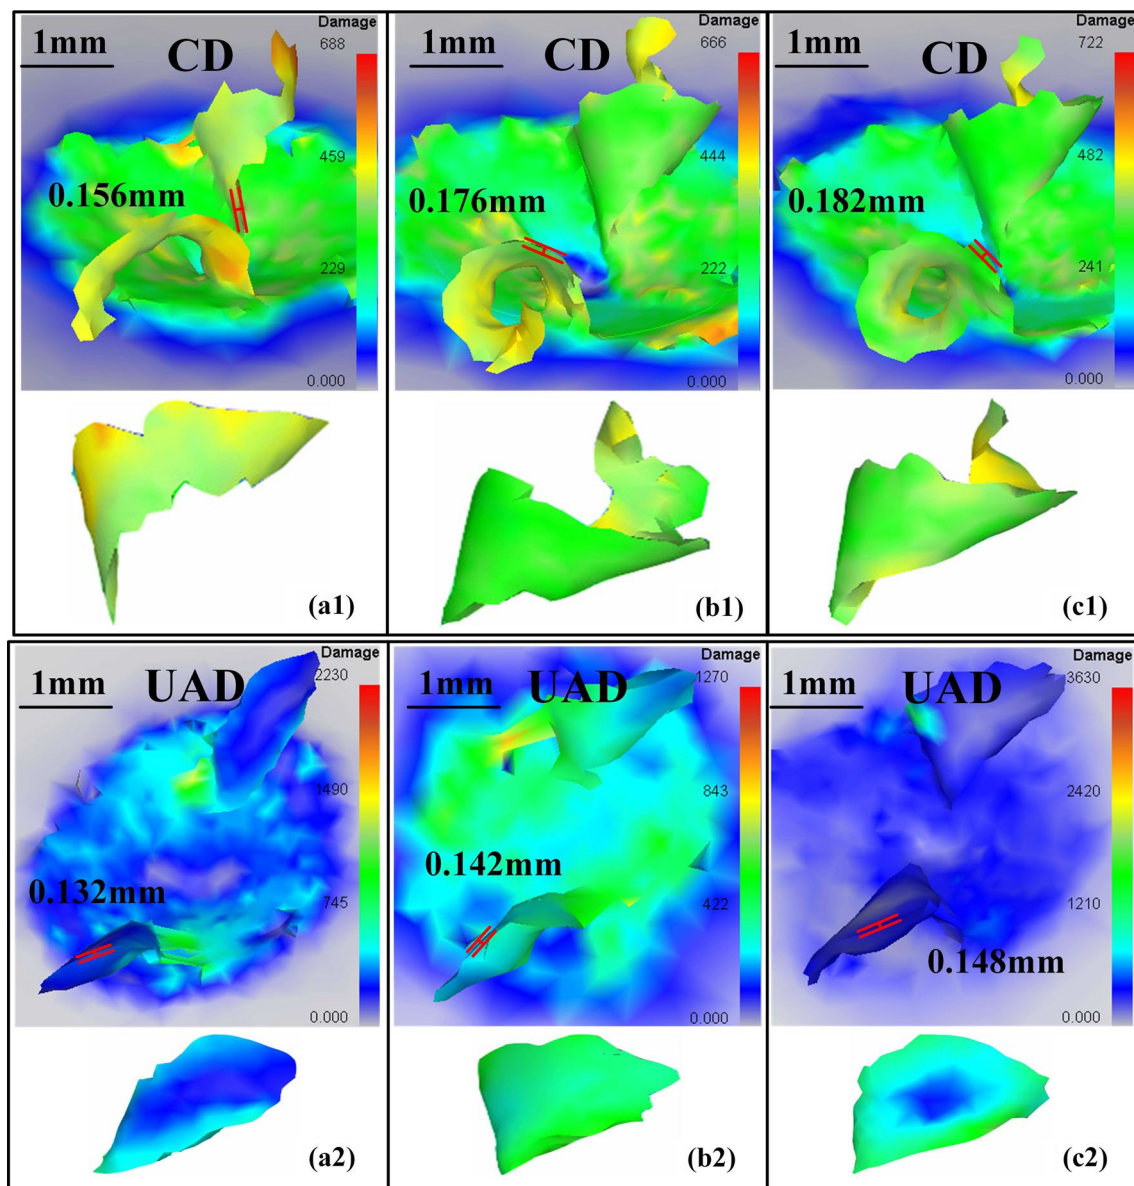 Damage
688
1mm
CD
459
0.156mm
229
0.000
(a1)
Damage
666
1mm
CD
444
0.176mm
222
0.000
(b1)
Damage
722
1mm
CD
482
0.182mm
241
0.000
(c1)
Damage
2230
1mm
UAD
1490
0.132mm
745
0.000
(a2)
Damage
1270
1mm
UAD
843
0.142mm
422
0.000
(b2)
Damage
3630
1mm
UAD
2420
1210
0.148mm
0.000
(c2)